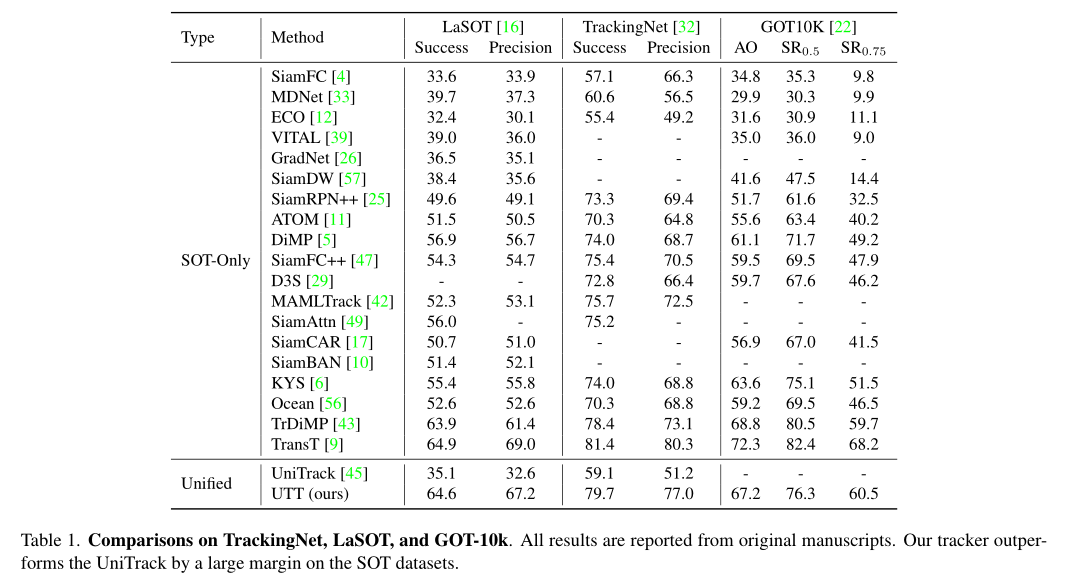 Type Method LaSOT [16] TrackingNet [32] GOT10K [22]
Success Precision Success Precision AO SR0.5 SR0.75
SOT-Only
SiamFC [4] 33.6 33.9 57.1 66.3 34.8 35.3 9.8
MDNet [33] 39.7 37.3 60.6 56.5 29.9 30.3 9.9
ECO [12] 32.4 30.1 55.4 49.2 31.6 30.9 11.1
VITAL [39] 39.0 36.0 - - 35.0 36.0 9.0
GradNet [26] 36.5 35.1 - - - - -
SiamDW [57] 38.4 35.6 - - 41.6 47.5 14.4
SiamRPN++ [25] 49.6 49.1 73.3 69.4 51.7 61.6 32.5
ATOM [11] 51.5 50.5 70.3 64.8 55.6 63.4 40.2
DiMP [5] 56.9 56.7 74.0 68.7 61.1 71.7 49.2
SiamFC++ [47] 54.3 54.7 75.4 70.5 59.5 69.5 47.9
D3S [29] - - 72.8 66.4 59.7 67.6 46.2
MAMLTrack [42] 52.3 53.1 75.7 72.5 - - -
SiamAttn [49] 56.0 - 75.2 - - - -
SiamCAR [17] 50.7 51.0 - - 56.9 67.0 41.5
SiamBAN [10] 51.4 52.1 - - - - -
KYS [6] 55.4 55.8 74.0 68.8 63.6 75.1 51.5
Ocean [56] 52.6 52.6 70.3 68.8 59.2 69.5 46.5
TrDiMP [43] 63.9 61.4 78.4 73.1 68.8 80.5 59.7
TransT [9] 64.9 69.0 81.4 80.3 72.3 82.4 68.2
Unified
UniTrack [45] 35.1 32.6 59.1 51.2 - - -
UTT (ours) 64.6 67.2 79.7 77.0 67.2 76.3 60.5
Table 1. Comparisons on TrackingNet, LaSOT, and GOT-10k. All results are reported from original manuscripts. Our tracker outper-
forms the UniTrack by a large margin on the SOT datasets.